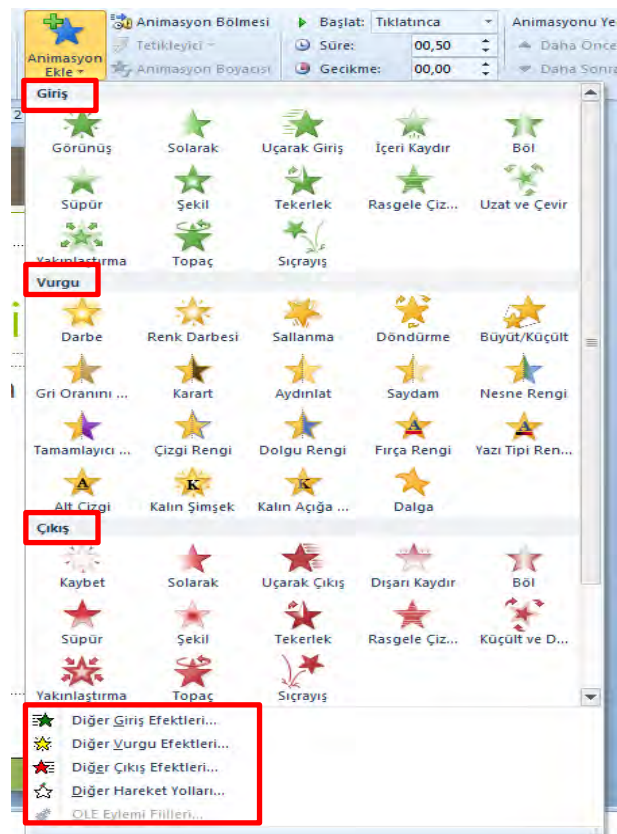 Animasyon Ekle
Animasyon Bölmesi
Tetikleyici
Animasyon Boyacısı
Başlat: Tıklatınca
Süre: 00,50
Gecikme: 00,00
Animasyonu Ye
Daha Önce
Daha Sonra
Giriş
2
Görünüş Solarak Uçarak Giriş İçeri Kaydır Böl
Süpür Şekil Tekerlek Rasgele Çiz... Uzat ve Çevir
Yakınlaştırma Topaç Sıçrayış
Vurgu
Darbe Renk Darbesi Sallanma Döndürme Büyüt/Küçült
Gri Oranını ... Karart Aydınlat Saydam Nesne Rengi
Tamamlayıcı ... Çizgi Rengi Dolgu Rengi Fırça Rengi Yazı Tipi Ren...
Alt Çizgi Kalın Şimşek Kalın Açığa ... Dalga
Çıkış
Kaybet Solarak Uçarak Çıkış Dışarı Kaydır Böl
Süpür Şekil Tekerlek Rasgele Çiz... Küçült ve D...
Yakınlaştırma Topaç Sıçrayış
Diğer Giriş Efektleri...
Diğer Vurgu Efektleri...
Diğer Çıkış Efektleri...
Diğer Hareket Yolları...
OLE Eylemi Fiilleri...